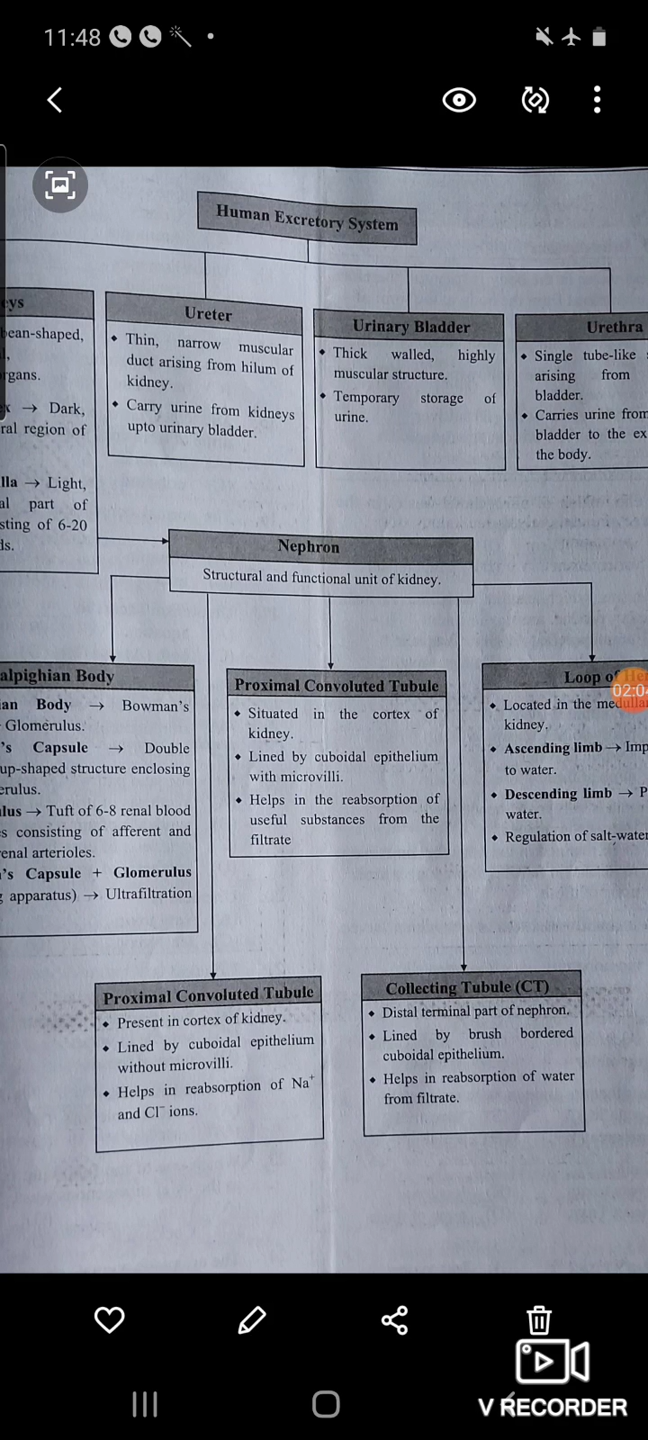 11:48
Human Excretory System
bean-shaped,
rgans.
→ Dark,
ral region of
lla → Light,
al part of
sting of 6-20
ds.
Ureter
• Thin, narrow muscular
duct arising from hilum of
kidney.
• Carry urine from kidneys
upto urinary bladder.
Urinary Bladder
• Thick walled, highly
muscular structure.
• Temporary storage of
urine.
Urethra
• Single tube-like
arising from
bladder.
• Carries urine from
bladder to the ex
the body.
Nephron
Structural and functional unit of kidney.
alpighian Body
ian Body → Bowman's
Glomerulus.
's Capsule → Double
up-shaped structure enclosing
erulus.
lus → Tuft of 6-8 renal blood
s consisting of afferent and
enal arterioles.
's Capsule + Glomerulus
apparatus) → Ultrafiltration
Proximal Convoluted Tubule
• Situated in the cortex of
kidney.
• Lined by cuboidal epithelium
with microvilli.
• Helps in the reabsorption of
useful substances from the
filtrate
Loop of
02:04
• Located in the medullar
kidney.
• Ascending limb → Imp
to water.
• Descending limb → P
water.
• Regulation of salt-water
Proximal Convoluted Tubule
• Present in cortex of kidney.
• Lined by cuboidal epithelium
without microvilli.
• Helps in reabsorption of Na⁺
and Cl⁻ ions.
Collecting Tubule (CT)
• Distal terminal part of nephron.
• Lined by brush bordered
cuboidal epithelium.
• Helps in reabsorption of water
from filtrate.
V RECORDER